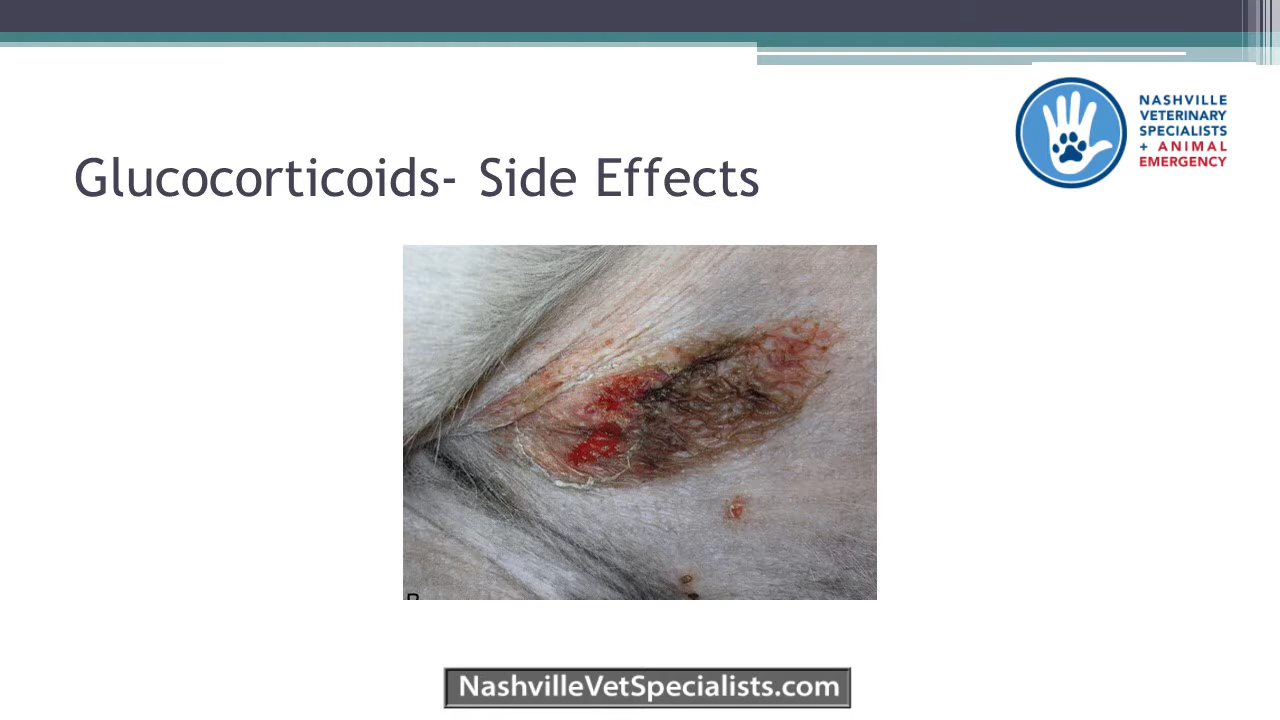 NASHVILLE
VETERINARY
SPECIALISTS
+ ANIMAL
EMERGENCY
Glucocorticoids- Side Effects
NashvilleVetSpecialists.com